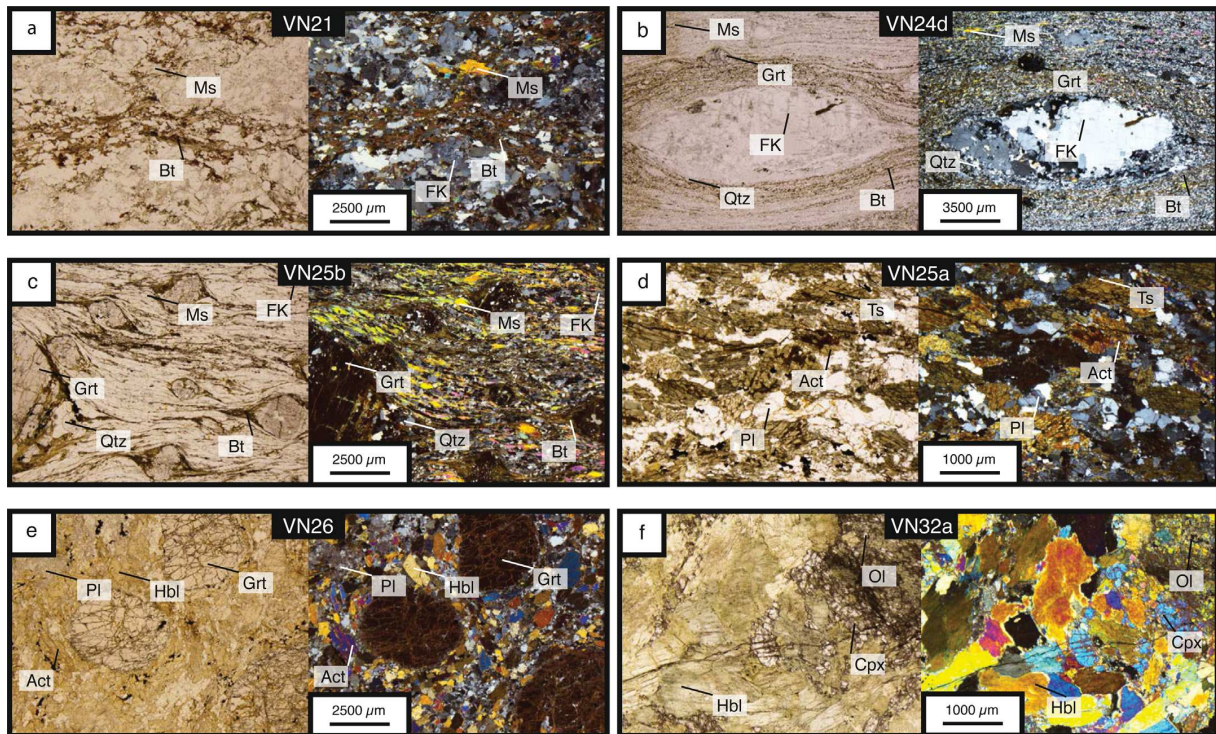 a
VN21
Ms
Ms
Bt
FK
Bt
2500 µm
b
VN24d
Ms
Ms
Grt
Grt
FK
FK
Qtz
Qtz
Bt
Bt
3500 µm
c
VN25b
Ms
FK
Ms
FK
Grt
Grt
Qtz
Bt
Qtz
Bt
2500 µm
d
VN25a
Ts
Ts
Act
Act
Pl
Pl
1000 µm
e
VN26
Pl
Hbl
Grt
Pl
Hbl
Grt
Act
Act
2500 µm
f
VN32a
Ol
Ol
Cpx
Cpx
Hbl
Hbl
1000 µm